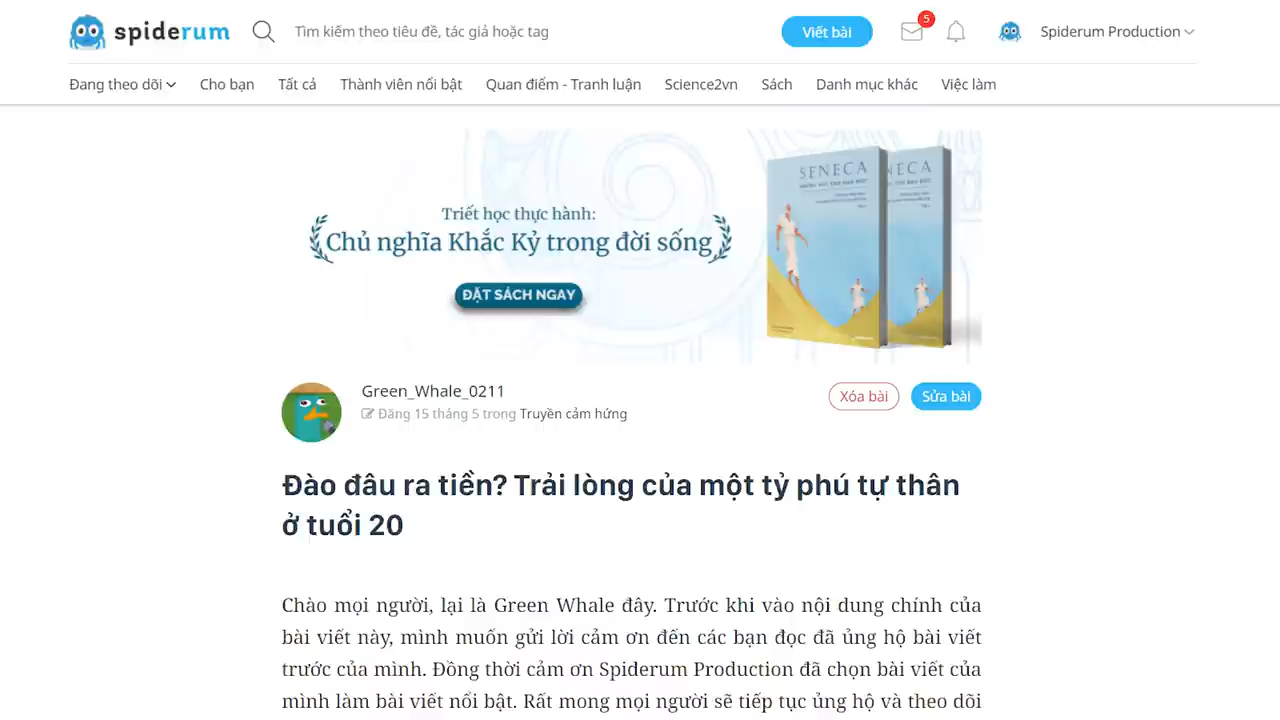 spiderum
Tìm kiếm theo tiêu đề, tác giả hoặc tag
Viết bài
5
Spiderum Production
Đang theo dõi
Cho bạn
Tất cả
Thành viên nổi bật
Quan điểm - Tranh luận
Science2vn
Sách
Danh mục khác
Việc làm
Triết học thực hành:
Chủ nghĩa Khắc Kỷ trong đời sống
ĐẶT SÁCH NGAY
SENECA
Green_Whale_0211
Đăng 15 tháng 5 trong Truyền cảm hứng
Xóa bài
Sửa bài
Đào đâu ra tiền? Trải lòng của một tỷ phú tự thân
ở tuổi 20
Chào mọi người, lại là Green Whale đây. Trước khi vào nội dung chính của
bài viết này, mình muốn gửi lời cảm ơn đến các bạn đọc đã ủng hộ bài viết
trước của mình. Đồng thời cảm ơn Spiderum Production đã chọn bài viết của
mình làm bài viết nổi bật. Rất mong mọi người sẽ tiếp tục ủng hộ và theo dõi